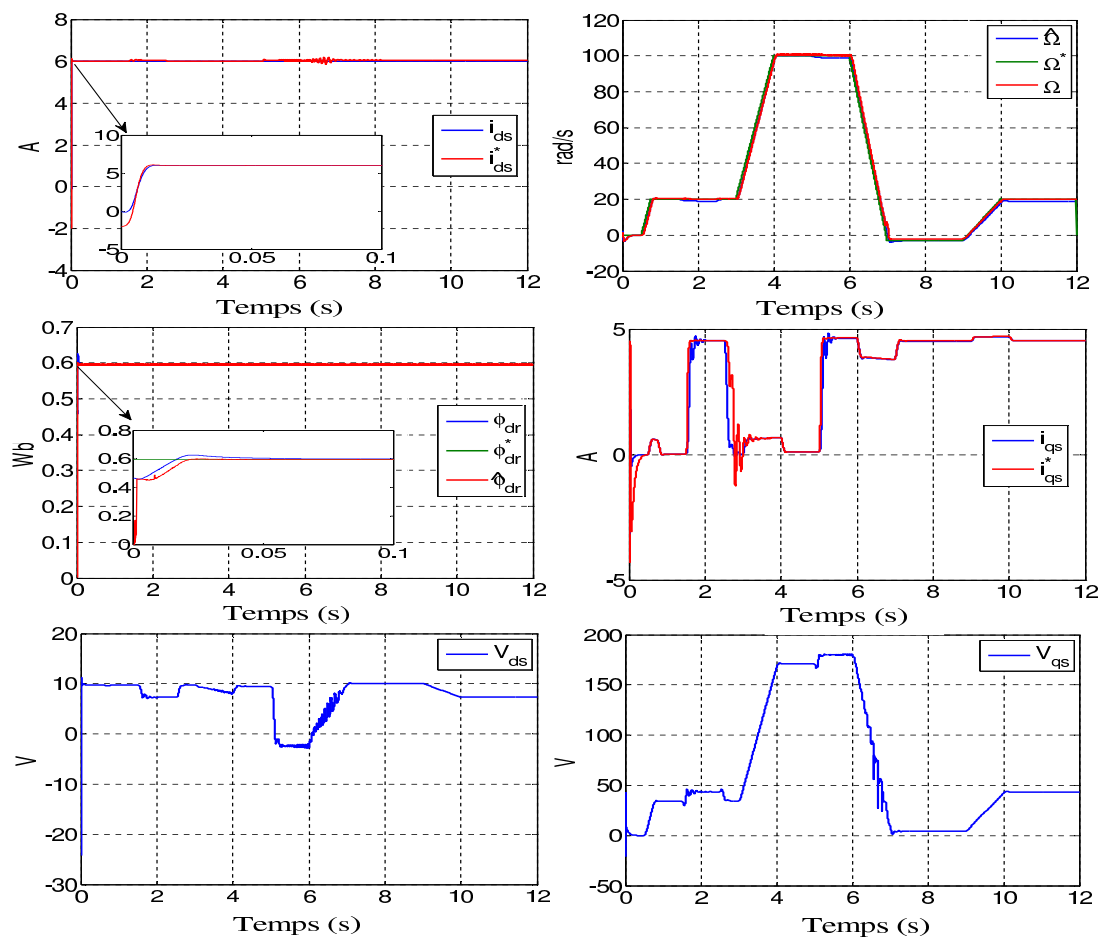 8
6
4
2
0
-2
-4
A
0 2 4 6 8 10 12
Temps (s)
i_ds
i*_ds
10
5
0
-5
0 0.05 0.1
120
100
80
60
40
20
0
-20
rad/s
0 2 4 6 8 10 12
Temps (s)
Ω̂
Ω*
Ω
0.7
0.6
0.5
0.4
0.3
0.2
0.1
0
Wb
0 2 4 6 8 10 12
Temps (s)
ϕ_dr
ϕ*_dr
ϕ̂_dr
0.8
0.6
0.4
0.2
0
0 0.05 0.1
5
0
-5
A
0 2 4 6 8 10 12
Temps (s)
i_qs
i*_qs
20
10
0
-10
-20
-30
V
0 2 4 6 8 10 12
Temps (s)
V_ds
200
150
100
50
0
-50
V
0 2 4 6 8 10 12
Temps (s)
V_qs